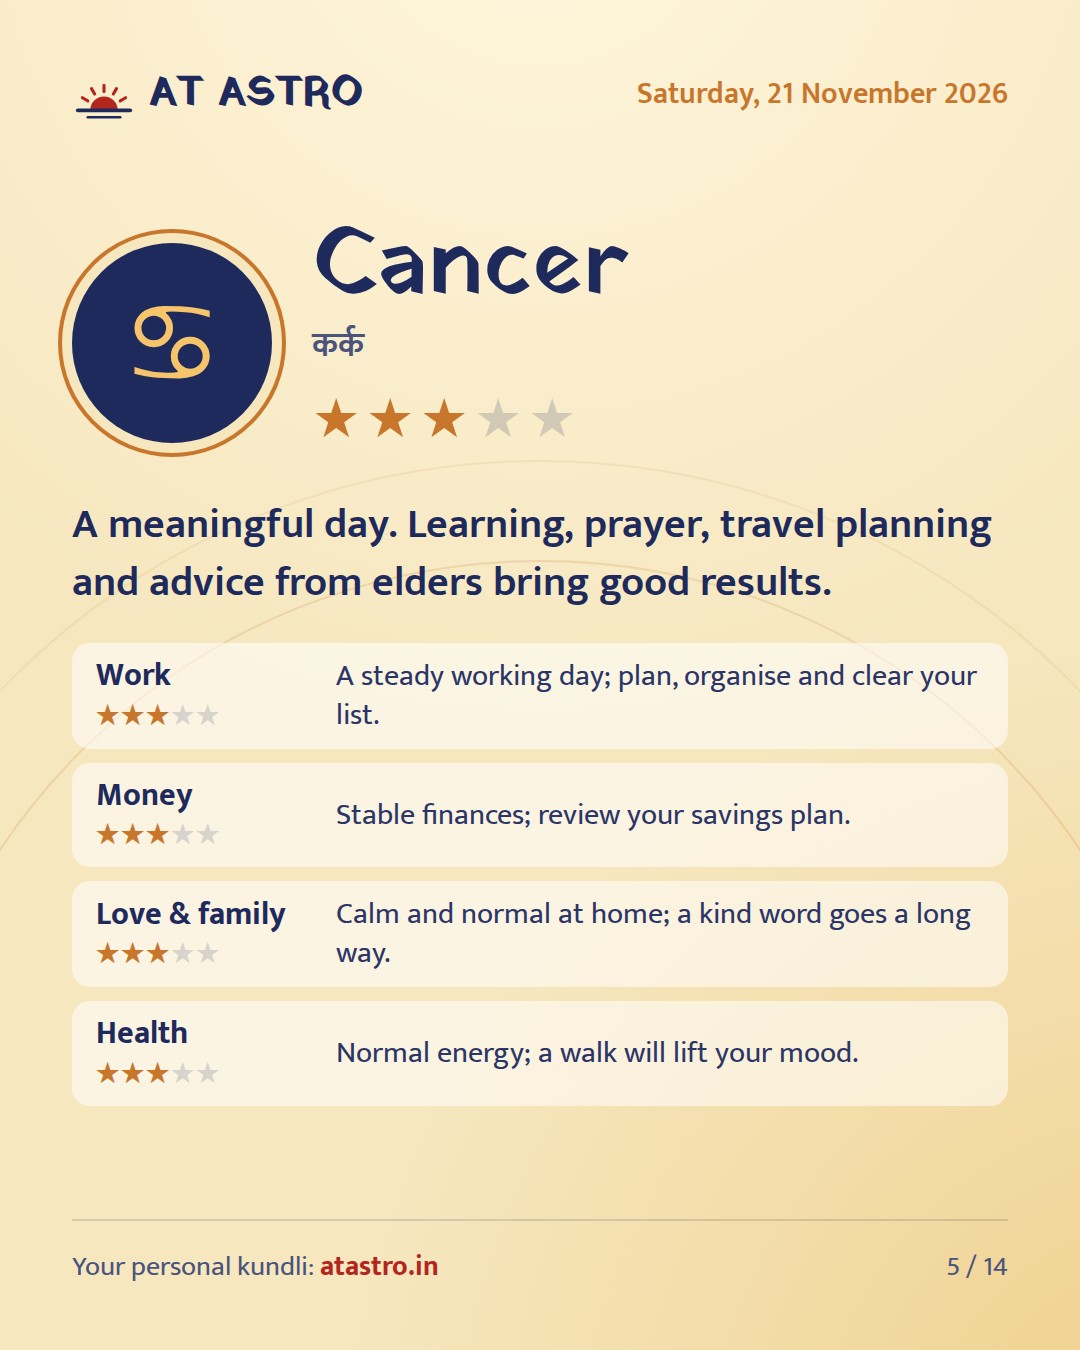 AT ASTRO
Saturday, 21 November 2026
♋
Cancer
कर्क
★★★★★
A meaningful day. Learning, prayer, travel planning
and advice from elders bring good results.
Work
★★★★★
A steady working day; plan, organise and clear your
list.
Money
★★★★★
Stable finances; review your savings plan.
Love & family
★★★★★
Calm and normal at home; a kind word goes a long
way.
Health
★★★★★
Normal energy; a walk will lift your mood.
Your personal kundli: atastro.in
5 / 14